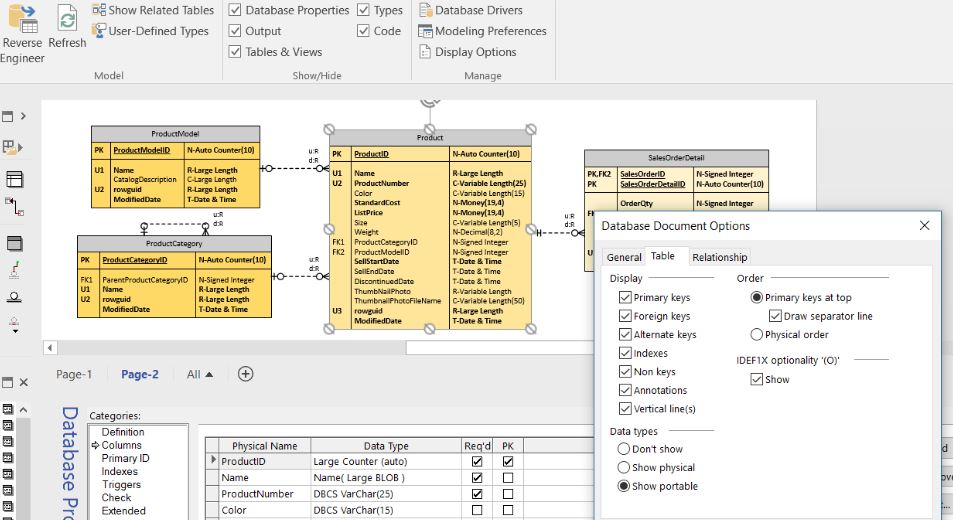 Reverse Engineer
Refresh
Show Related Tables
User-Defined Types
Model
Database Properties
Types
Output
Code
Tables & Views
Show/Hide
Database Drivers
Modeling Preferences
Display Options
Manage
ProductModel
PK ProductModelID N-Auto Counter(10)
U1 Name R-Large Length
CatalogDescription C-Large Length
U2 rowguid R-Large Length
ModifiedDate T-Date & Time
u:R
d:R
u:R
d:R
ProductCategory
PK ProductCategoryID N-Auto Counter(10)
FK1 ParentProductCategoryID N-Signed Integer
U1 Name R-Large Length
U2 rowguid R-Large Length
ModifiedDate T-Date & Time
u:R
d:R
Product
PK ProductID N-Auto Counter(10)
U1 Name R-Large Length
U2 ProductNumber C-Variable Length(25)
Color C-Variable Length(15)
StandardCost N-Money(19,4)
ListPrice N-Money(19,4)
Size C-Variable Length(5)
Weight N-Decimal(8,2)
FK1 ProductCategoryID N-Signed Integer
FK2 ProductModelID N-Signed Integer
SellStartDate T-Date & Time
SellEndDate T-Date & Time
DiscontinuedDate T-Date & Time
ThumbNailPhoto R-Large Length
ThumbnailPhotoFileName C-Variable Length(50)
U3 rowguid R-Large Length
ModifiedDate T-Date & Time
u:R
d:R
SalesOrderDetail
PK,FK2 SalesOrderID N-Signed Integer
PK SalesOrderDetailID N-Auto Counter(10)
OrderQty N-Signed Integer
Database Document Options
General
Table
Relationship
Display
Primary keys
Foreign keys
Alternate keys
Indexes
Non keys
Annotations
Vertical line(s)
Data types
Don't show
Show physical
Show portable
Order
Primary keys at top
Draw separator line
Physical order
IDEF1X optionality '(O)'
Show
Page-1
Page-2
All
Database Pro
Categories:
Definition
Columns
Primary ID
Indexes
Triggers
Check
Extended
Physical Name Data Type Req'd PK
ProductID Large Counter (auto)
Name Name( Large BLOB )
ProductNumber DBCS VarChar(25)
Color DBCS VarChar(15)